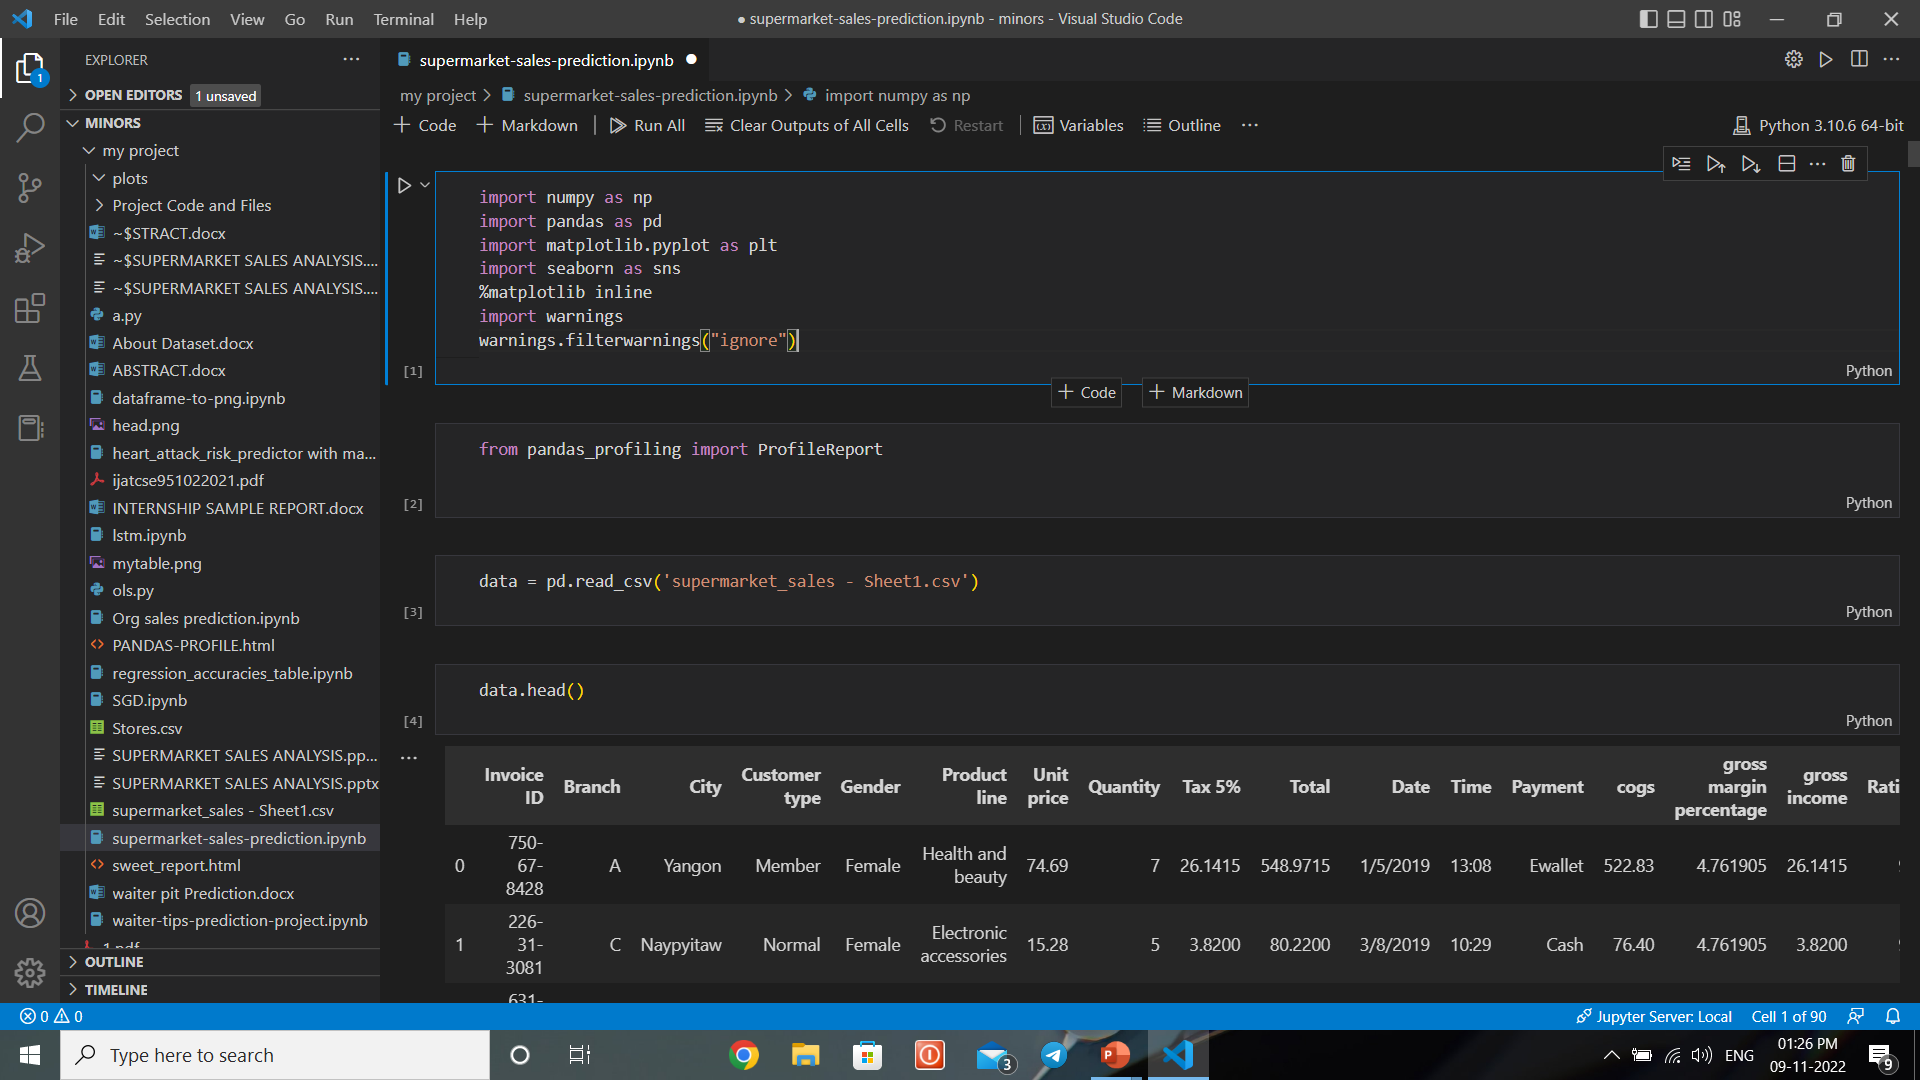 File Edit Selection View Go Run Terminal Help
● supermarket-sales-prediction.ipynb - minors - Visual Studio Code
EXPLORER
OPEN EDITORS 1 unsaved
MINORS
my project
plots
Project Code and Files
~$STRACT.docx
~$SUPERMARKET SALES ANALYSIS....
~$SUPERMARKET SALES ANALYSIS....
a.py
About Dataset.docx
ABSTRACT.docx
dataframe-to-png.ipynb
head.png
heart_attack_risk_predictor with ma...
ijatcse951022021.pdf
INTERNSHIP SAMPLE REPORT.docx
lstm.ipynb
mytable.png
ols.py
Org sales prediction.ipynb
PANDAS-PROFILE.html
regression_accuracies_table.ipynb
SGD.ipynb
Stores.csv
SUPERMARKET SALES ANALYSIS.pp...
SUPERMARKET SALES ANALYSIS.pptx
supermarket_sales - Sheet1.csv
supermarket-sales-prediction.ipynb
sweet_report.html
waiter pit Prediction.docx
waiter-tips-prediction-project.ipynb
1.pdf
OUTLINE
TIMELINE
supermarket-sales-prediction.ipynb
my project > supermarket-sales-prediction.ipynb > import numpy as np
+ Code + Markdown | Run All Clear Outputs of All Cells Restart | Variables Outline ...
Python 3.10.6 64-bit
import numpy as np
import pandas as pd
import matplotlib.pyplot as plt
import seaborn as sns
%matplotlib inline
import warnings
warnings.filterwarnings("ignore")
[1] Python
+ Code + Markdown
from pandas_profiling import ProfileReport
[2] Python
data = pd.read_csv('supermarket_sales - Sheet1.csv')
[3] Python
data.head()
[4] Python
Invoice ID Branch City Customer type Gender Product line Unit price Quantity Tax 5% Total Date Time Payment cogs gross margin percentage gross income Rati
0 750-67-8428 A Yangon Member Female Health and beauty 74.69 7 26.1415 548.9715 1/5/2019 13:08 Ewallet 522.83 4.761905 26.1415
1 226-31-3081 C Naypyitaw Normal Female Electronic accessories 15.28 5 3.8200 80.2200 3/8/2019 10:29 Cash 76.40 4.761905 3.8200
631-
0 0
Jupyter Server: Local Cell 1 of 90
Type here to search
3
ENG
01:26 PM
09-11-2022
9